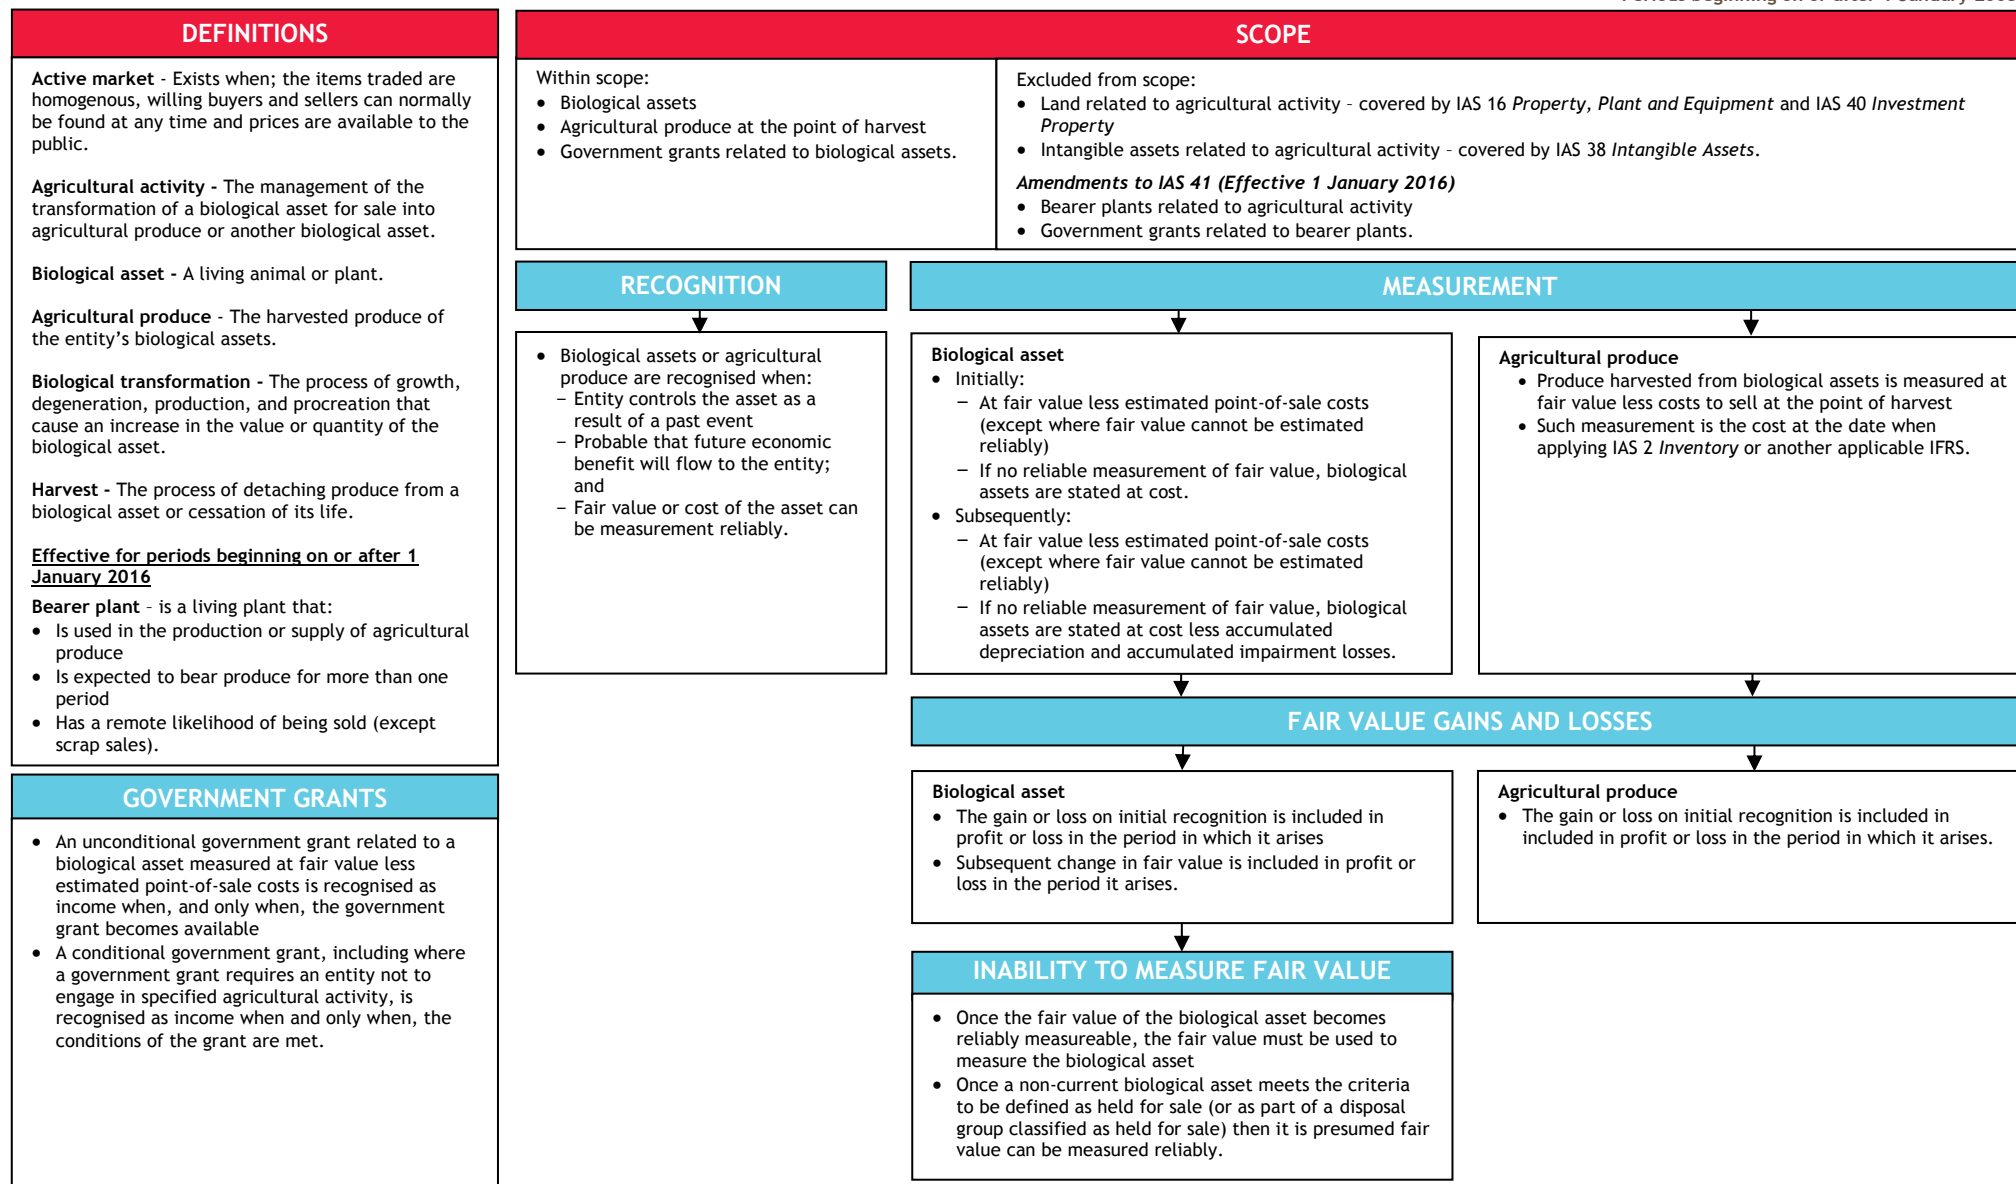 Periods beginning on or after 1 January
DEFINITIONS
Active market - Exists when; the items traded are
homogenous, willing buyers and sellers can normally
be found at any time and prices are available to the
public.
Agricultural activity - The management of the
transformation of a biological asset for sale into
agricultural produce or another biological asset.
Biological asset - A living animal or plant.
Agricultural produce - The harvested produce of
the entity’s biological assets.
Biological transformation - The process of growth,
degeneration, production, and procreation that
cause an increase in the value or quantity of the
biological asset.
Harvest - The process of detaching produce from a
biological asset or cessation of its life.
Effective for periods beginning on or after 1
January 2016
Bearer plant – is a living plant that:
• Is used in the production or supply of agricultural
produce
• Is expected to bear produce for more than one
period
• Has a remote likelihood of being sold (except
scrap sales).
GOVERNMENT GRANTS
• An unconditional government grant related to a
biological asset measured at fair value less
estimated point-of-sale costs is recognised as
income when, and only when, the government
grant becomes available
• A conditional government grant, including where
a government grant requires an entity not to
engage in specified agricultural activity, is
recognised as income when and only when, the
conditions of the grant are met.
SCOPE
Within scope:
• Biological assets
• Agricultural produce at the point of harvest
• Government grants related to biological assets.
Excluded from scope:
• Land related to agricultural activity – covered by IAS 16 Property, Plant and Equipment and IAS 40 Investment
Property
• Intangible assets related to agricultural activity – covered by IAS 38 Intangible Assets.
Amendments to IAS 41 (Effective 1 January 2016)
• Bearer plants related to agricultural activity
• Government grants related to bearer plants.
RECOGNITION
• Biological assets or agricultural
produce are recognised when:
− Entity controls the asset as a
result of a past event
− Probable that future economic
benefit will flow to the entity;
and
− Fair value or cost of the asset can
be measurement reliably.
MEASUREMENT
Biological asset
• Initially:
− At fair value less estimated point-of-sale costs
(except where fair value cannot be estimated
reliably)
− If no reliable measurement of fair value, biological
assets are stated at cost.
• Subsequently:
− At fair value less estimated point-of-sale costs
(except where fair value cannot be estimated
reliably)
− If no reliable measurement of fair value, biological
assets are stated at cost less accumulated
depreciation and accumulated impairment losses.
Agricultural produce
• Produce harvested from biological assets is measured at
fair value less costs to sell at the point of harvest
• Such measurement is the cost at the date when
applying IAS 2 Inventory or another applicable IFRS.
FAIR VALUE GAINS AND LOSSES
Biological asset
• The gain or loss on initial recognition is included in
profit or loss in the period in which it arises
• Subsequent change in fair value is included in profit or
loss in the period it arises.
Agricultural produce
• The gain or loss on initial recognition is included in
included in profit or loss in the period in which it arises.
INABILITY TO MEASURE FAIR VALUE
• Once the fair value of the biological asset becomes
reliably measureable, the fair value must be used to
measure the biological asset
• Once a non-current biological asset meets the criteria
to be defined as held for sale (or as part of a disposal
group classified as held for sale) then it is presumed fair
value can be measured reliably.